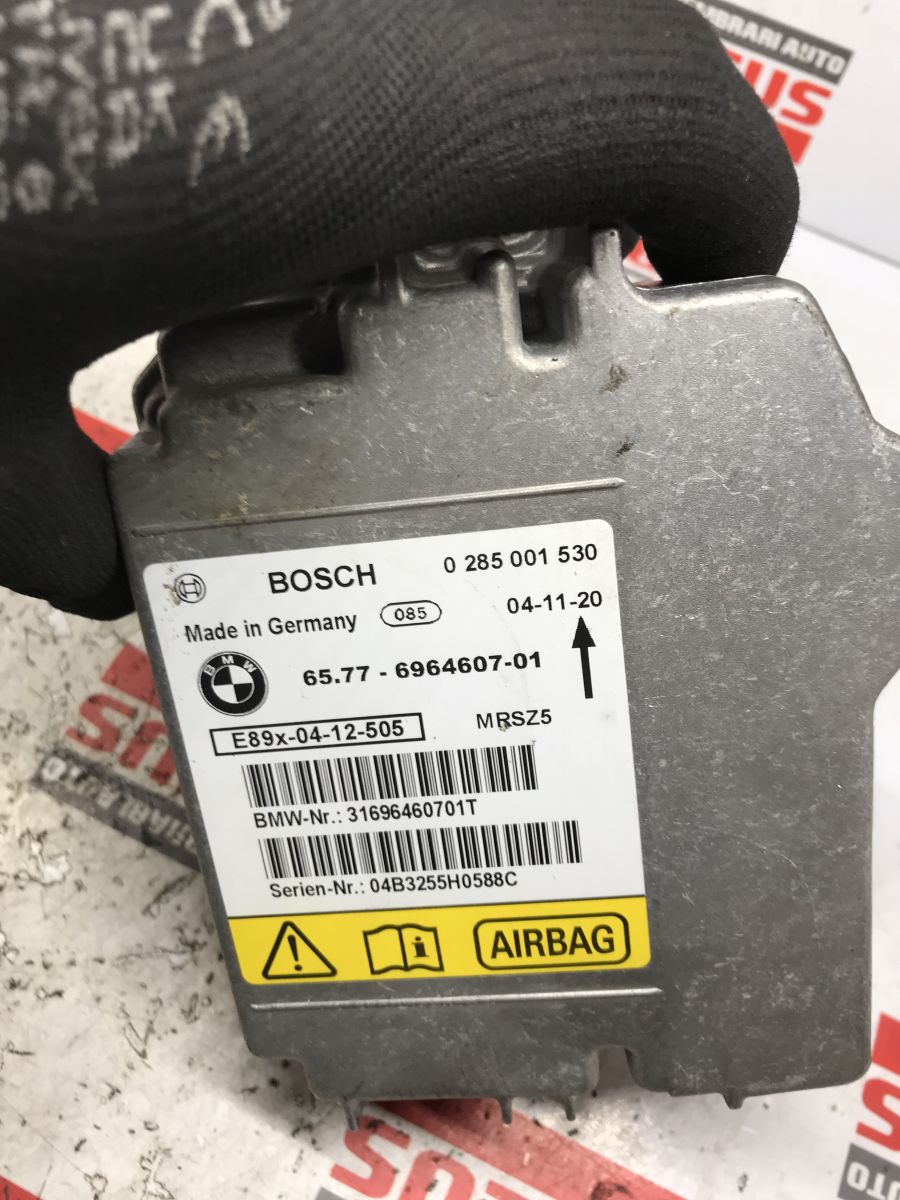 BOSCH 0 285 001 530
Made in Germany 085 04-11-20
BMW 65.77 - 6964607-01
E89x-04-12-505 MRSZ5
BMW-Nr.: 31696460701T
Serien-Nr.: 04B3255H0588C
i AIRBAG